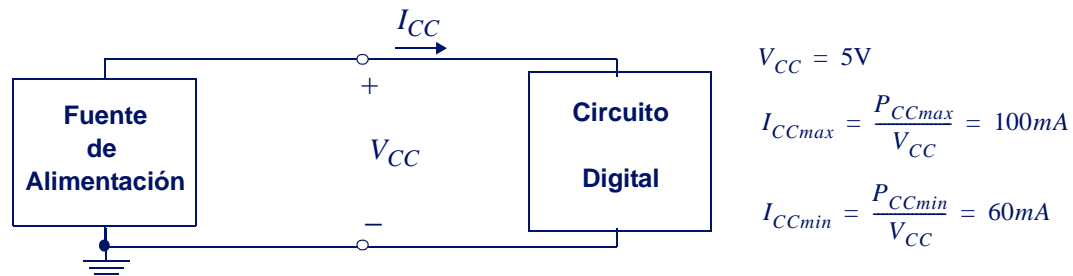 I_CC
Fuente
de
Alimentación
+
V_CC
−
Circuito
Digital
V_CC = 5V
I_CCmax = P_CCmax / V_CC = 100mA
I_CCmin = P_CCmin / V_CC = 60mA